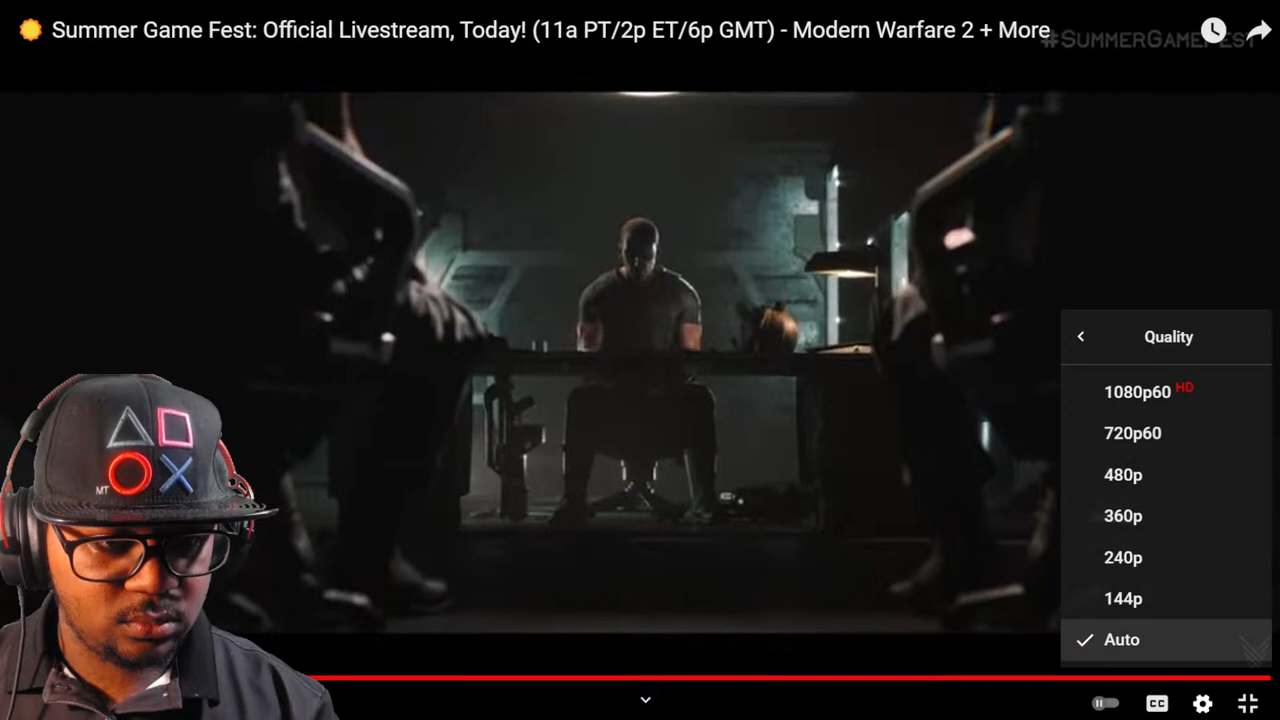 Summer Game Fest: Official Livestream, Today! (11a PT/2p ET/6p GMT) - Modern Warfare 2 + More
#SUMMERGAMEFEST
Quality
1080p60 HD
720p60
480p
360p
240p
144p
Auto
MT
CC